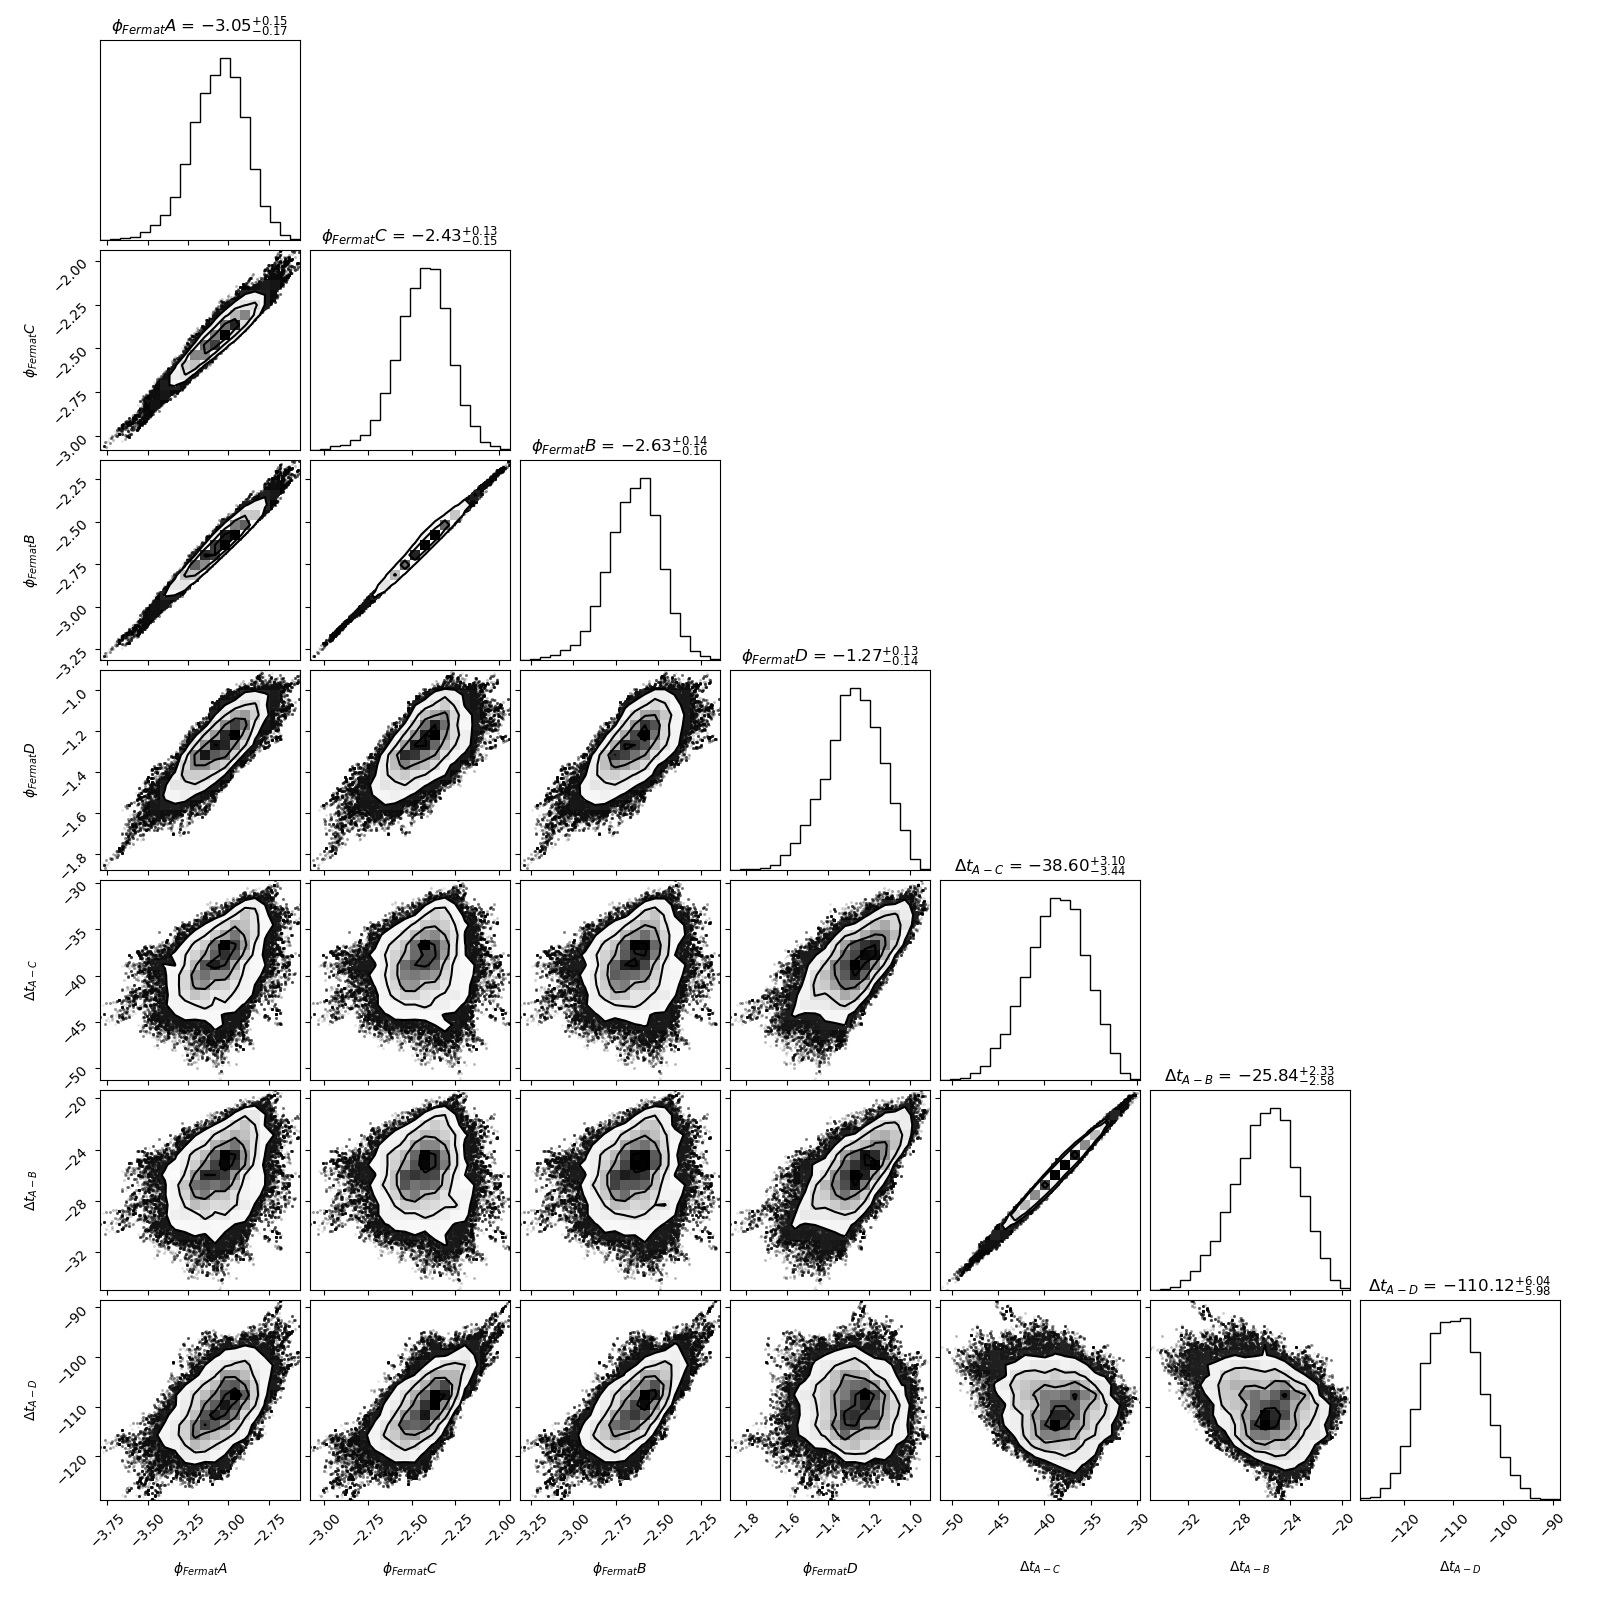 ϕFermatA = −3.05+0.15−0.17
ϕFermatC = −2.43+0.13−0.15
−2.00
−2.25
−2.50
−2.75
−3.00
ϕFermatC
ϕFermatB = −2.63+0.14−0.16
−2.25
−2.50
−2.75
−3.00
−3.25
ϕFermatB
ϕFermatD = −1.27+0.13−0.14
−1.0
−1.2
−1.4
−1.6
−1.8
ϕFermatD
ΔtA−C = −38.60+3.10−3.44
−30
−35
−40
−45
−50
ΔtA−C
ΔtA−B = −25.84+2.33−2.58
−20
−24
−28
−32
ΔtA−B
ΔtA−D = −110.12+6.04−5.98
−90
−100
−110
−120
ΔtA−D
−3.75 −3.50 −3.25 −3.00 −2.75 −3.00 −2.75 −2.50 −2.25 −2.00 −3.25 −3.00 −2.75 −2.50 −2.25 −1.8 −1.6 −1.4 −1.2 −1.0 −50 −45 −40 −35 −30 −32 −28 −24 −20 −120 −110 −100 −90
ϕFermatA ϕFermatC ϕFermatB ϕFermatD ΔtA−C ΔtA−B ΔtA−D